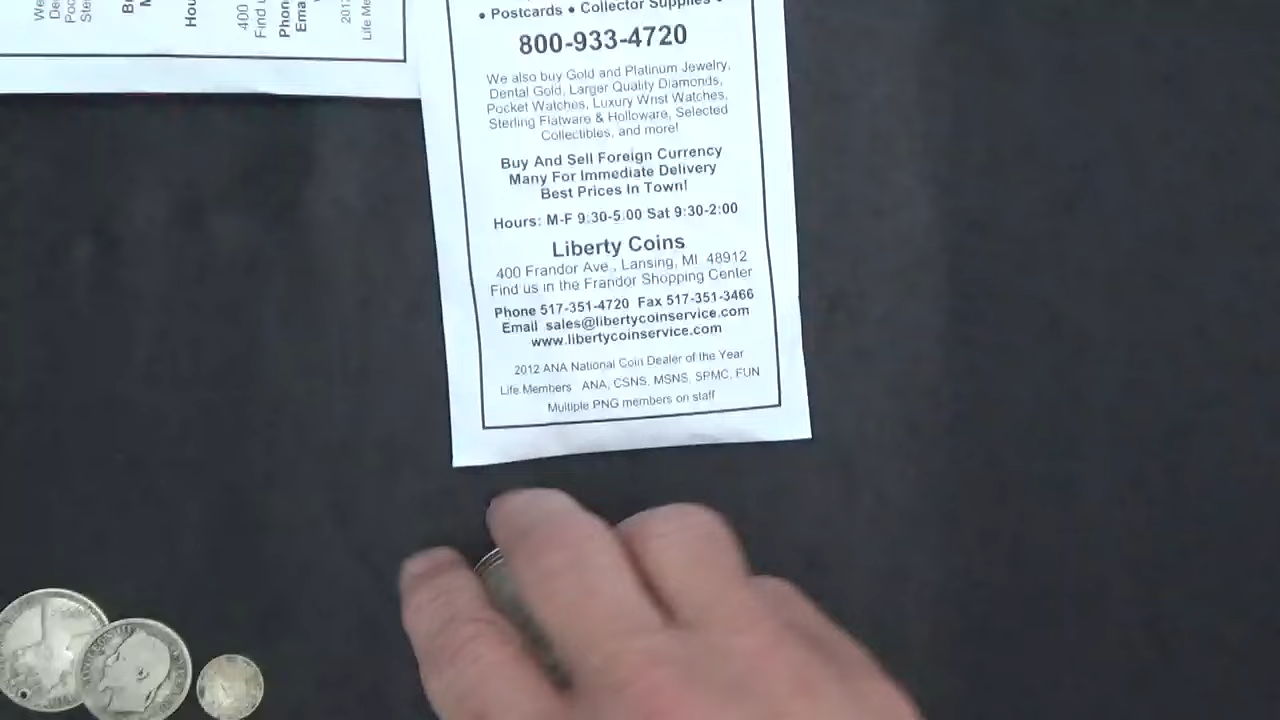 • Postcards • Collector Supplies •
800-933-4720
We also buy Gold and Platinum Jewelry,
Dental Gold, Larger Quality Diamonds,
Pocket Watches, Luxury Wrist Watches,
Sterling Flatware & Holloware, Selected
Collectibles, and more!
Buy And Sell Foreign Currency
Many For Immediate Delivery
Best Prices In Town!
Hours: M-F 9:30-5:00 Sat 9:30-2:00
Liberty Coins
400 Frandor Ave., Lansing, MI 48912
Find us in the Frandor Shopping Center
Phone 517-351-4720 Fax 517-351-3466
Email sales@libertycoinservice.com
www.libertycoinservice.com
2012 ANA National Coin Dealer of the Year
Life Members ANA, CSNS, MSNS, SPMC, FUN
Multiple PNG members on staff
We
400
Find
2012
Life